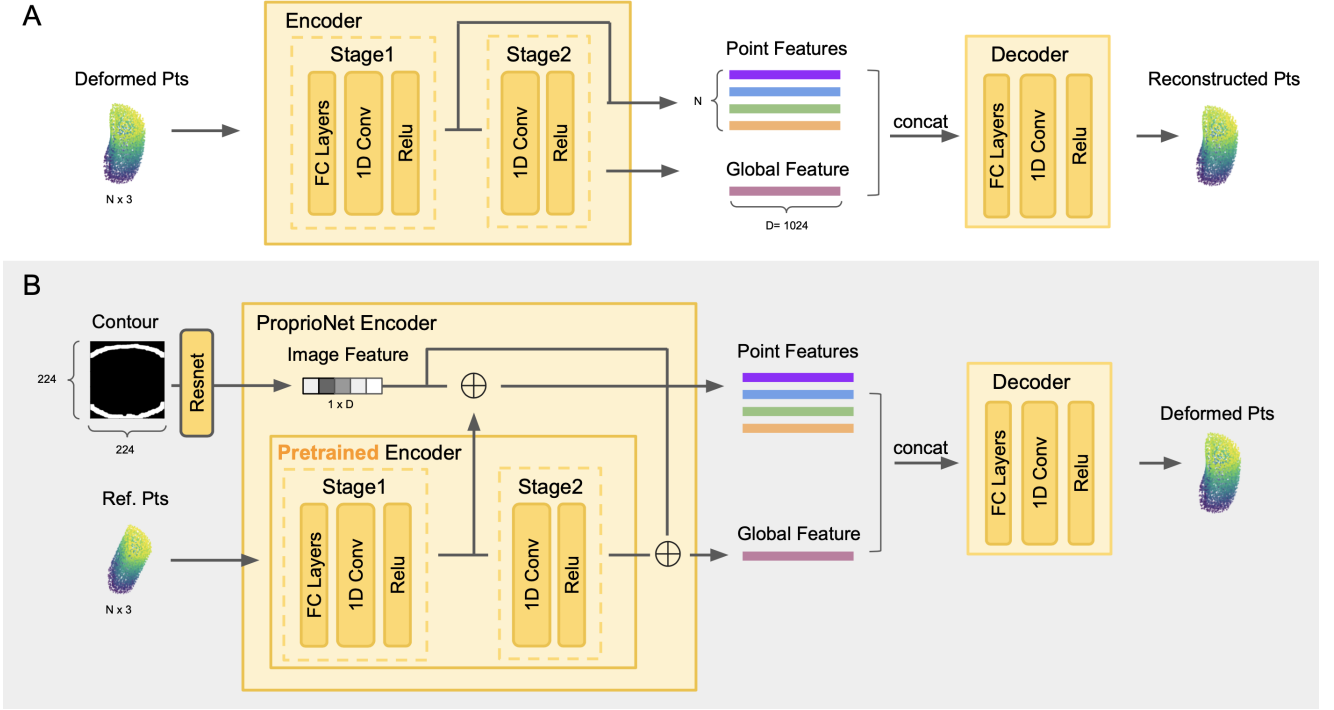 A
Encoder
Stage1
Stage2
Deformed Pts
N x 3
FC Layers
1D Conv
Relu
1D Conv
Relu
Point Features
N
Global Feature
D= 1024
concat
Decoder
FC Layers
1D Conv
Relu
Reconstructed Pts
B
Contour
224
224
Resnet
ProprioNet Encoder
Image Feature
1 x D
Pretrained Encoder
Stage1
Stage2
Ref. Pts
N x 3
FC Layers
1D Conv
Relu
1D Conv
Relu
Point Features
Global Feature
concat
Decoder
FC Layers
1D Conv
Relu
Deformed Pts